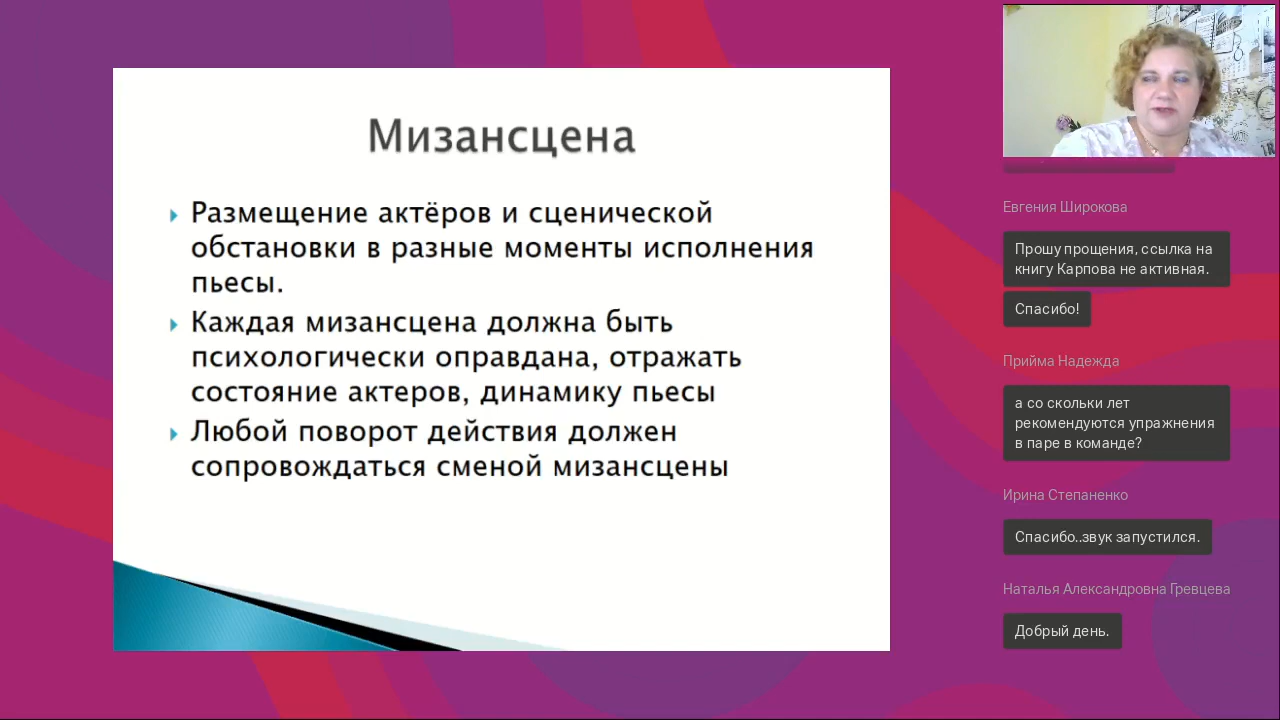 Мизансцена
Размещение актёров и сценической
обстановки в разные моменты исполнения
пьесы.
Каждая мизансцена должна быть
психологически оправдана, отражать
состояние актеров, динамику пьесы
Любой поворот действия должен
сопровождаться сменой мизансцены
Евгения Широкова
Прошу прощения, ссылка на
книгу Карпова не активная.
Спасибо!
Прийма Надежда
а со скольки лет
рекомендуются упражнения
в паре в команде?
Ирина Степаненко
Спасибо..звук запустился.
Наталья Александровна Гревцева
Добрый день.